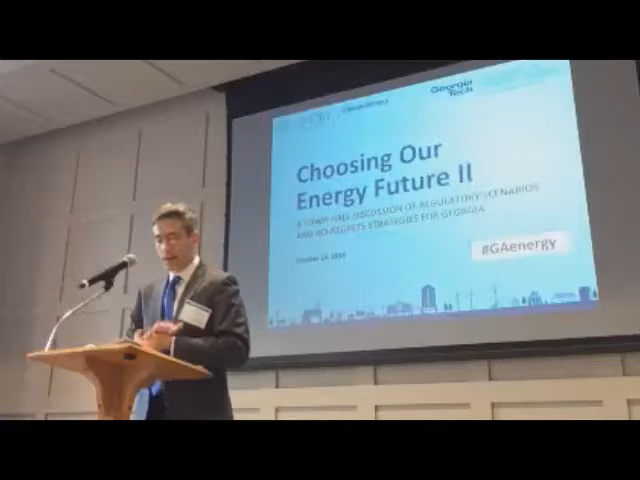 Georgia
Tech
Choosing Our
Energy Future II
A TOWN HALL DISCUSSION OF REGULATORY SCENARIOS
AND NO-REGRETS STRATEGIES FOR GEORGIA
#GAenergy